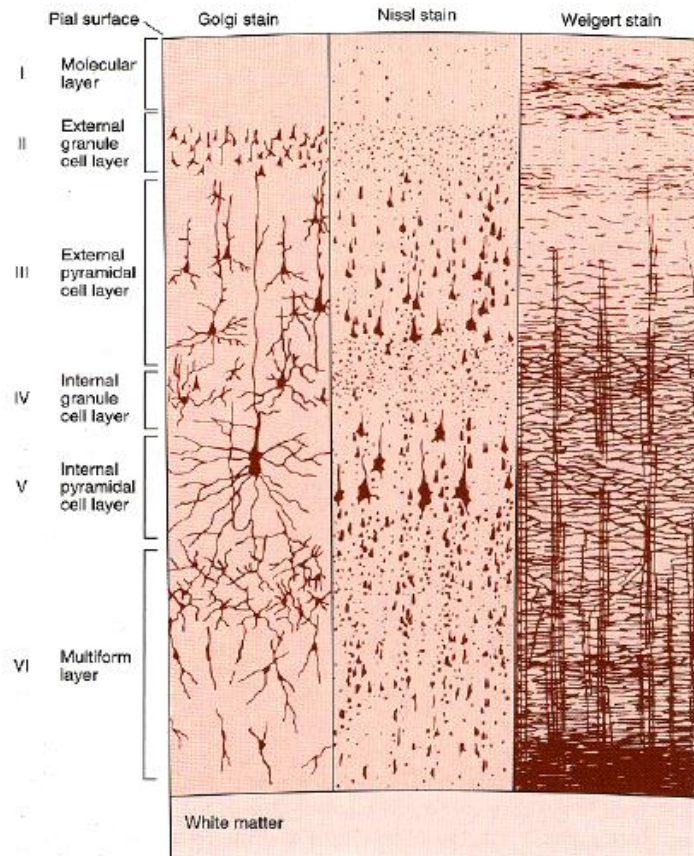 Pial surface
Golgi stain
Nissl stain
Weigert stain
I
Molecular
layer
II
External
granule
cell layer
III
External
pyramidal
cell layer
IV
Internal
granule
cell layer
V
Internal
pyramidal
cell layer
VI
Multiform
layer
White matter